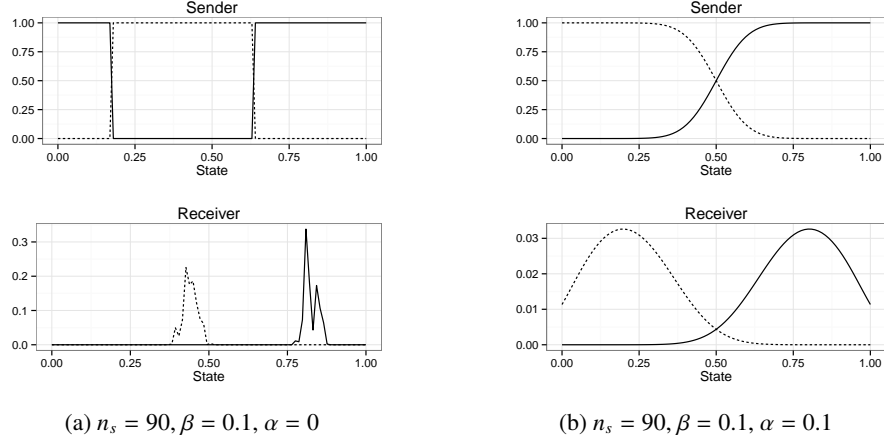 Sender
1.00
0.75
0.50
0.25
0.00
0.00 0.25 0.50 0.75 1.00
State
Receiver
0.3
0.2
0.1
0.0
0.00 0.25 0.50 0.75 1.00
State
(a) nₛ = 90, β = 0.1, α = 0
Sender
1.00
0.75
0.50
0.25
0.00
0.00 0.25 0.50 0.75 1.00
State
Receiver
0.03
0.02
0.01
0.00
0.00 0.25 0.50 0.75 1.00
State
(b) nₛ = 90, β = 0.1, α = 0.1